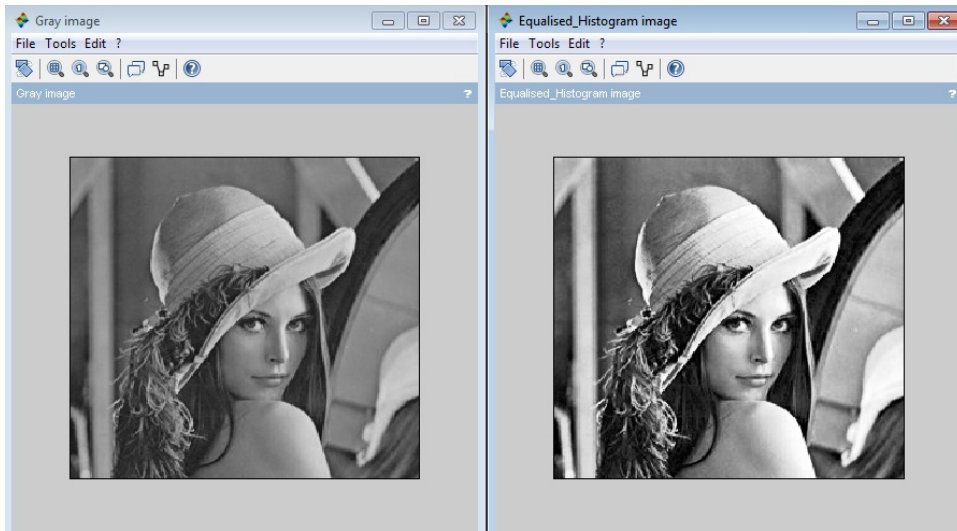 Gray image
File Tools Edit ?
Gray image ?
Equalised_Histogram image
File Tools Edit ?
Equalised_Histogram image ?